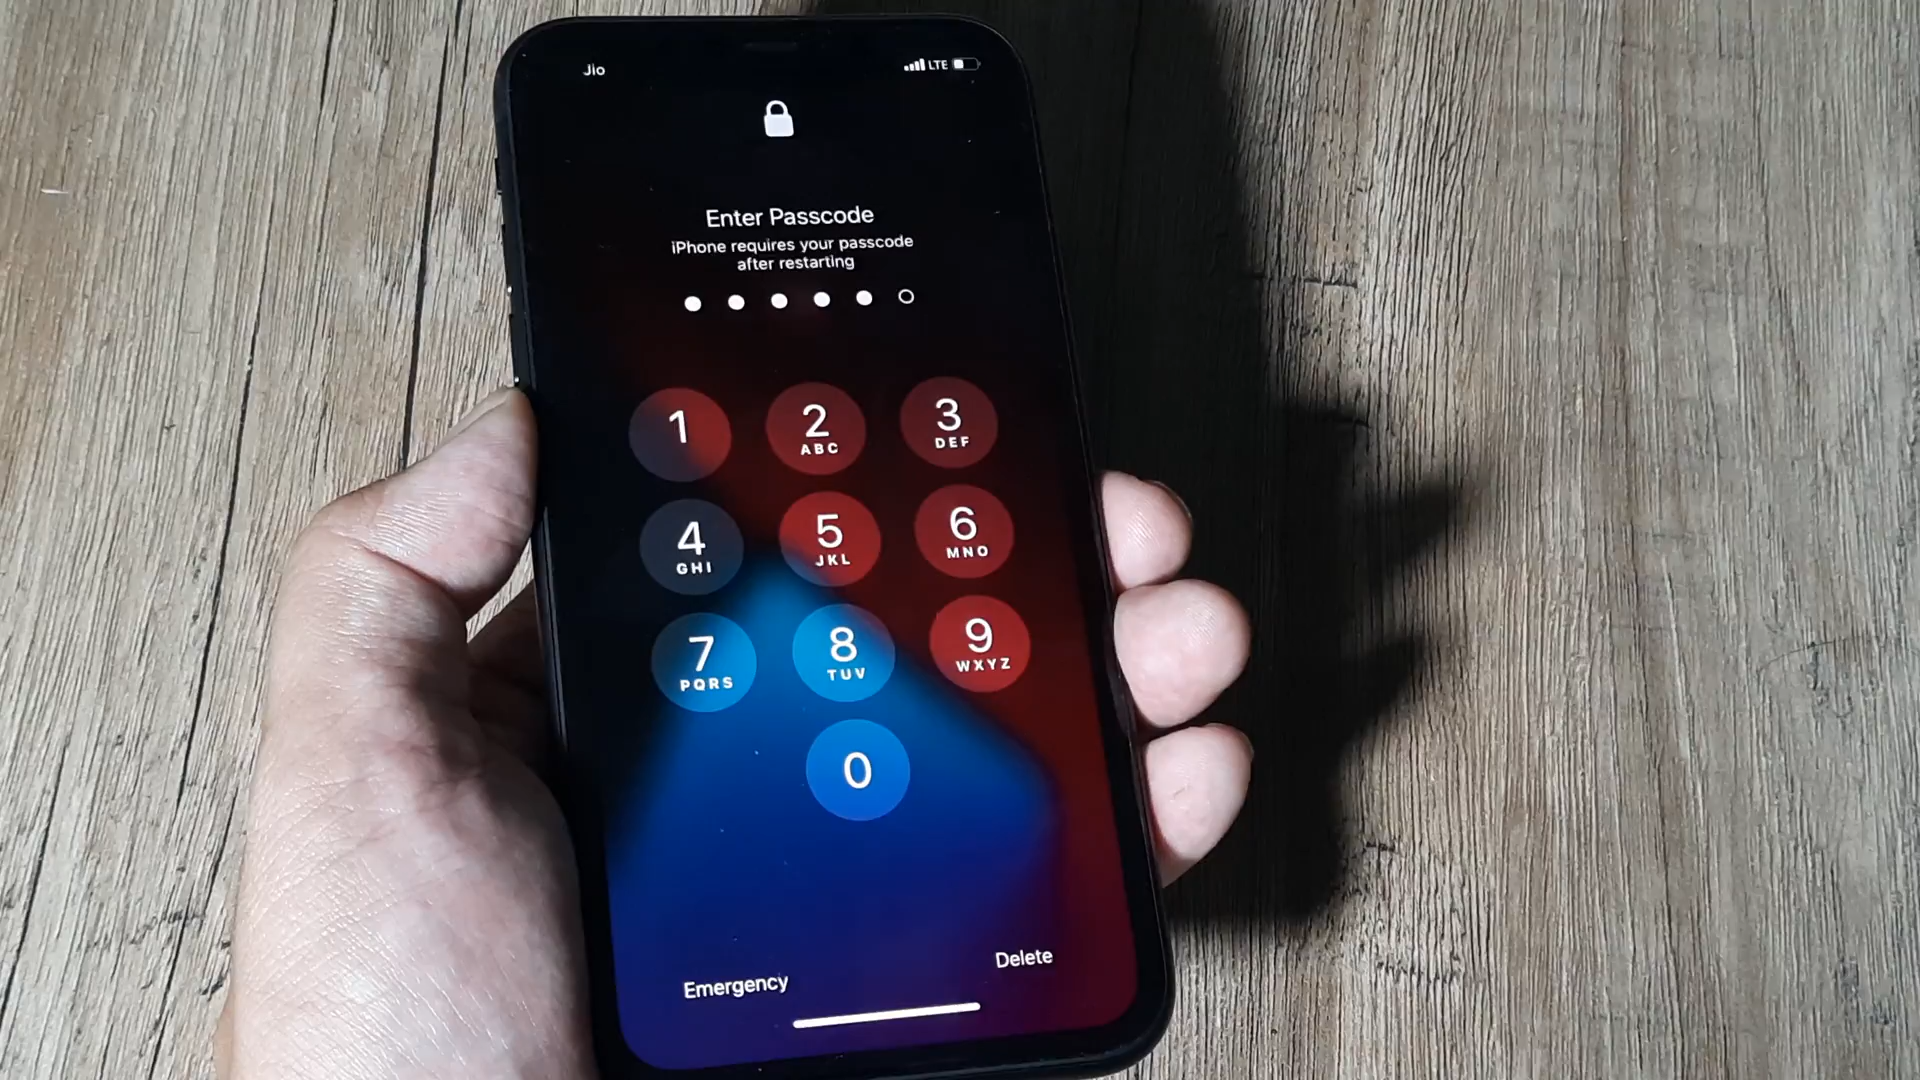 Jio
LTE
Enter Passcode
iPhone requires your passcode
after restarting
1
2
ABC
3
DEF
4
GHI
5
JKL
6
MNO
7
PQRS
8
TUV
9
WXYZ
0
Emergency
Delete